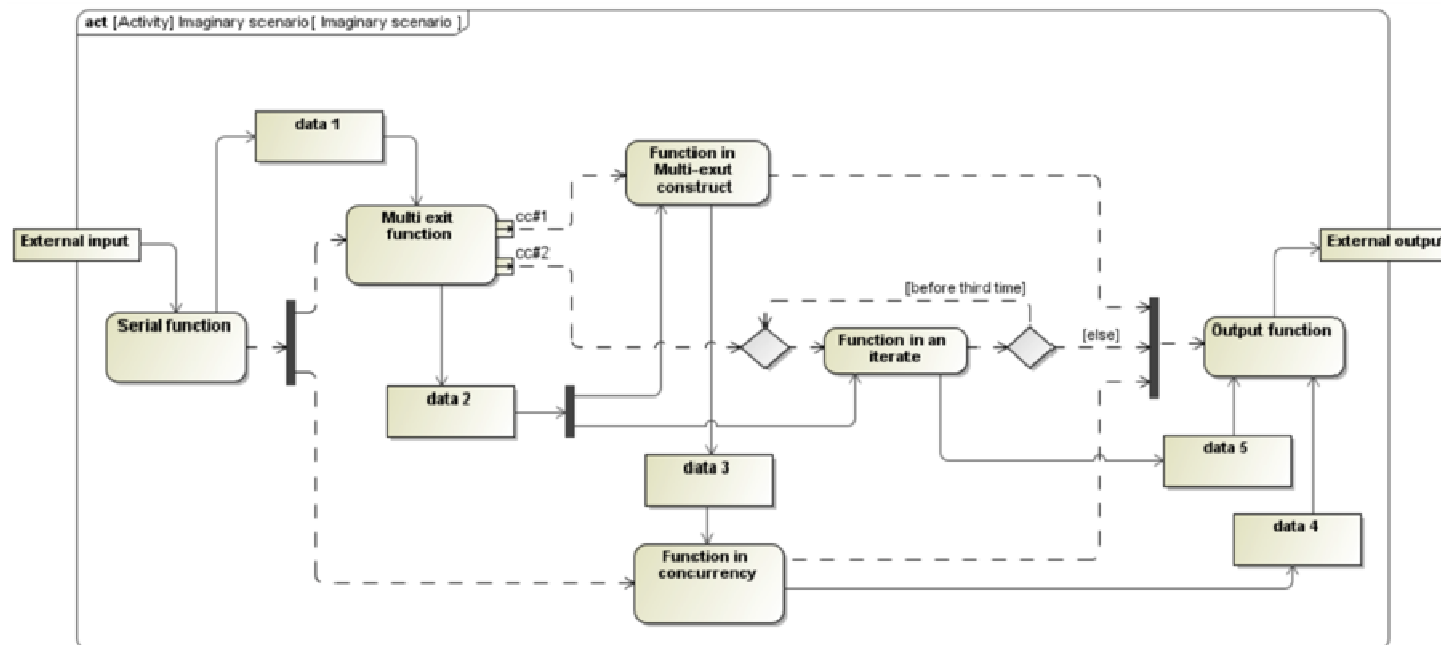 act [Activity] Imaginary scenario[ Imaginary scenario ]
data 1
Function in
Multi-exut
construct
Multi exit
function
cc#1
cc#2
External input
External output
[before third time]
Serial function
Function in an
iterate
[else]
Output function
data 2
data 3
data 5
data 4
Function in
concurrency